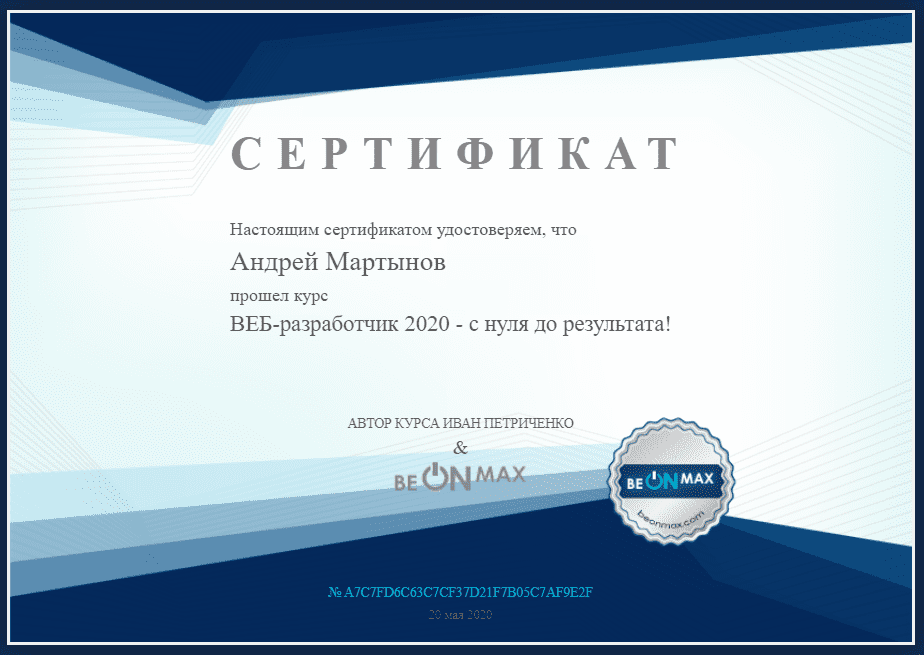 СЕРТИФИКАТ
Настоящим сертификатом удостоверяем, что
Андрей Мартынов
прошел курс
ВЕБ-разработчик 2020 - с нуля до результата!
АВТОР КУРСА ИВАН ПЕТРИЧЕНКО
&
BEONMAX
BEONMAX
beonmax.com
№ A7C7FD6C63C7CF37D21F7B05C7AF9E2F
20 мая 2020